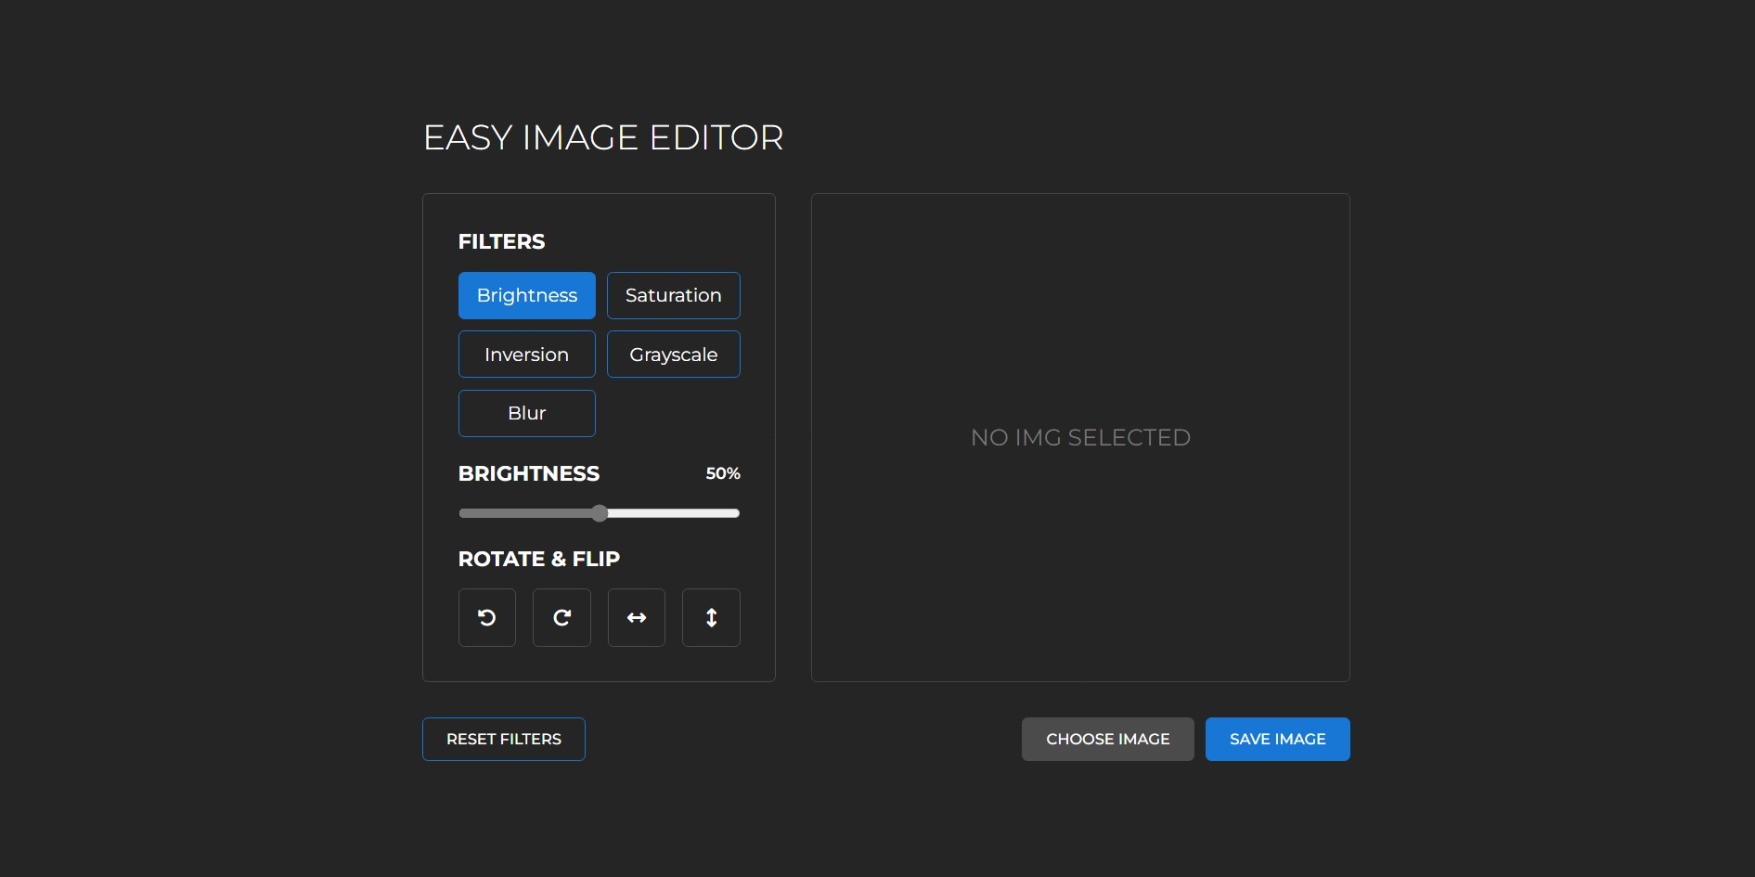 EASY IMAGE EDITOR
FILTERS
Brightness
Saturation
Inversion
Grayscale
Blur
BRIGHTNESS 50%
ROTATE & FLIP
NO IMG SELECTED
RESET FILTERS
CHOOSE IMAGE
SAVE IMAGE